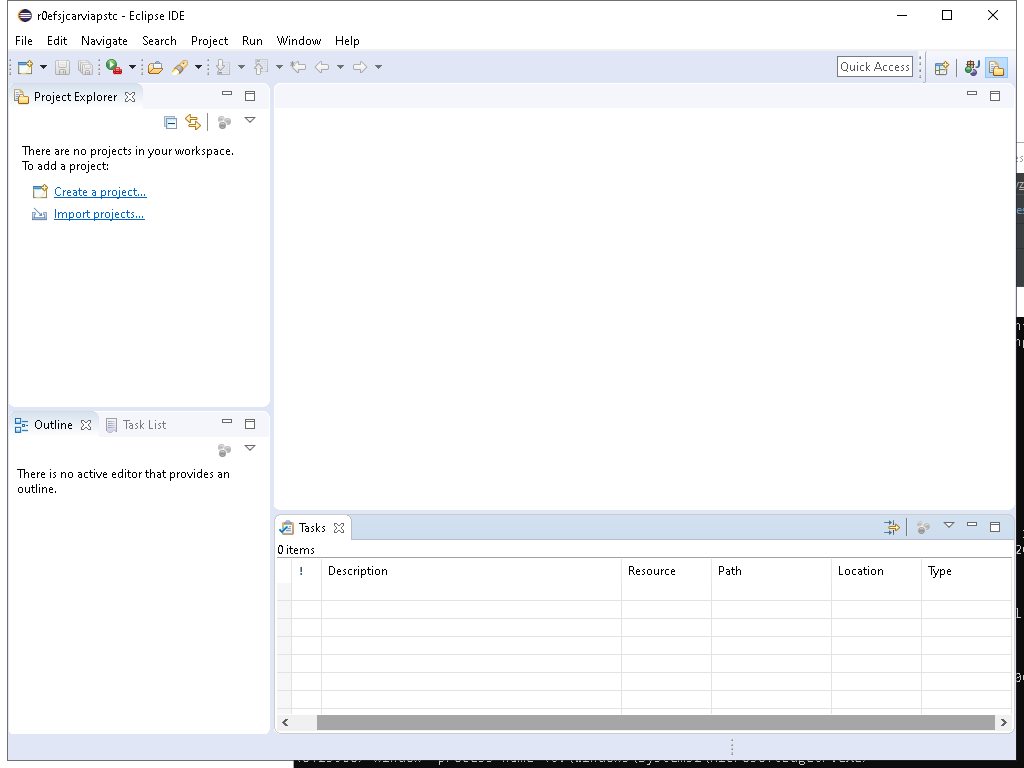 r0efsjcarviapstc - Eclipse IDE
File Edit Navigate Search Project Run Window Help
Quick Access
Project Explorer
There are no projects in your workspace.
To add a project:
Create a project...
Import projects...
Outline Task List
There is no active editor that provides an
outline.
Tasks
0 items
! Description Resource Path Location Type